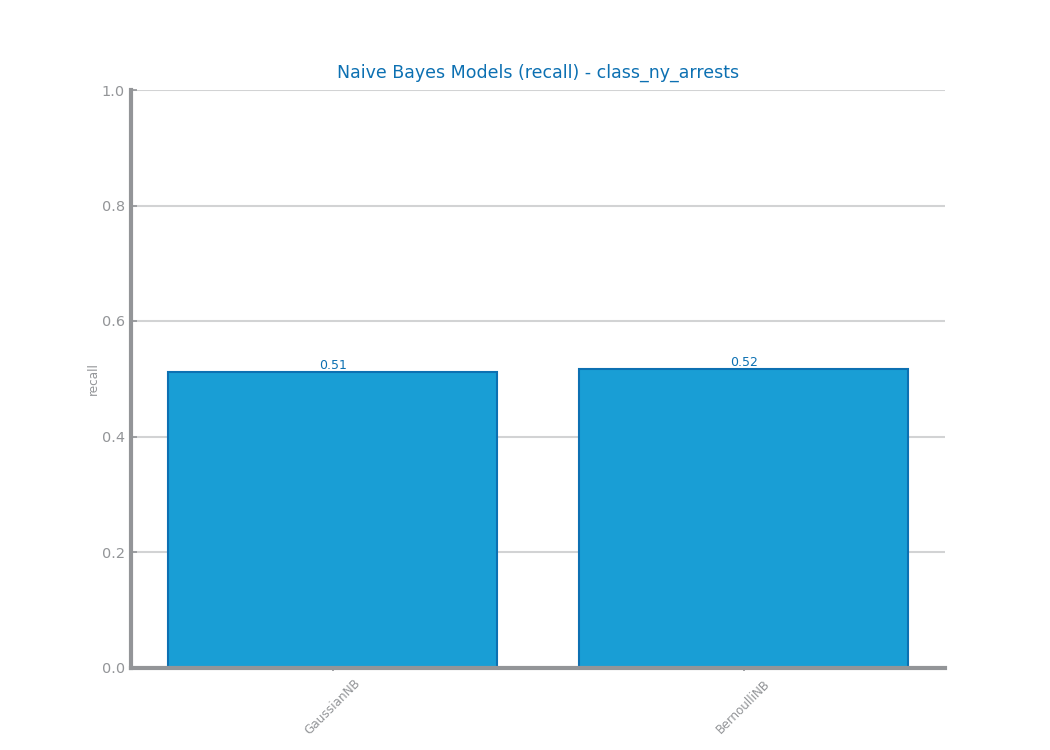 Naive Bayes Models (recall) - class_ny_arrests
1.0
0.8
0.6
0.4
0.2
0.0
recall
0.51
0.52
GaussianNB
BernoulliNB